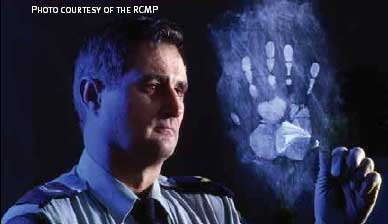 PHOTO COURTESY OF THE RCMP